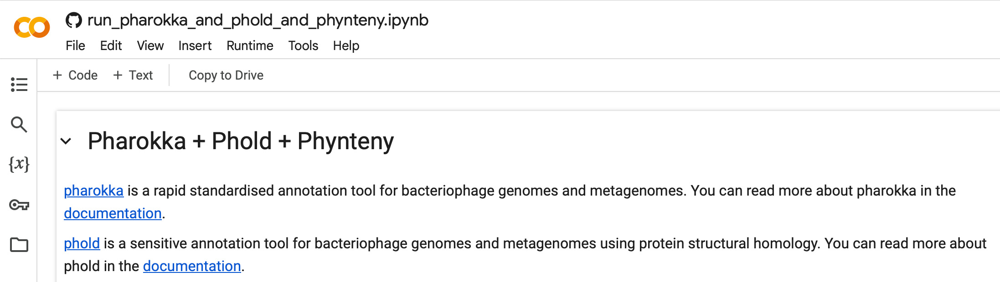 run_pharokka_and_phold_and_phynteny.ipynb
File Edit View Insert Runtime Tools Help
+ Code + Text Copy to Drive
Pharokka + Phold + Phynteny
{x}
pharokka is a rapid standardised annotation tool for bacteriophage genomes and metagenomes. You can read more about pharokka in the
documentation.
phold is a sensitive annotation tool for bacteriophage genomes and metagenomes using protein structural homology. You can read more about
phold in the documentation.